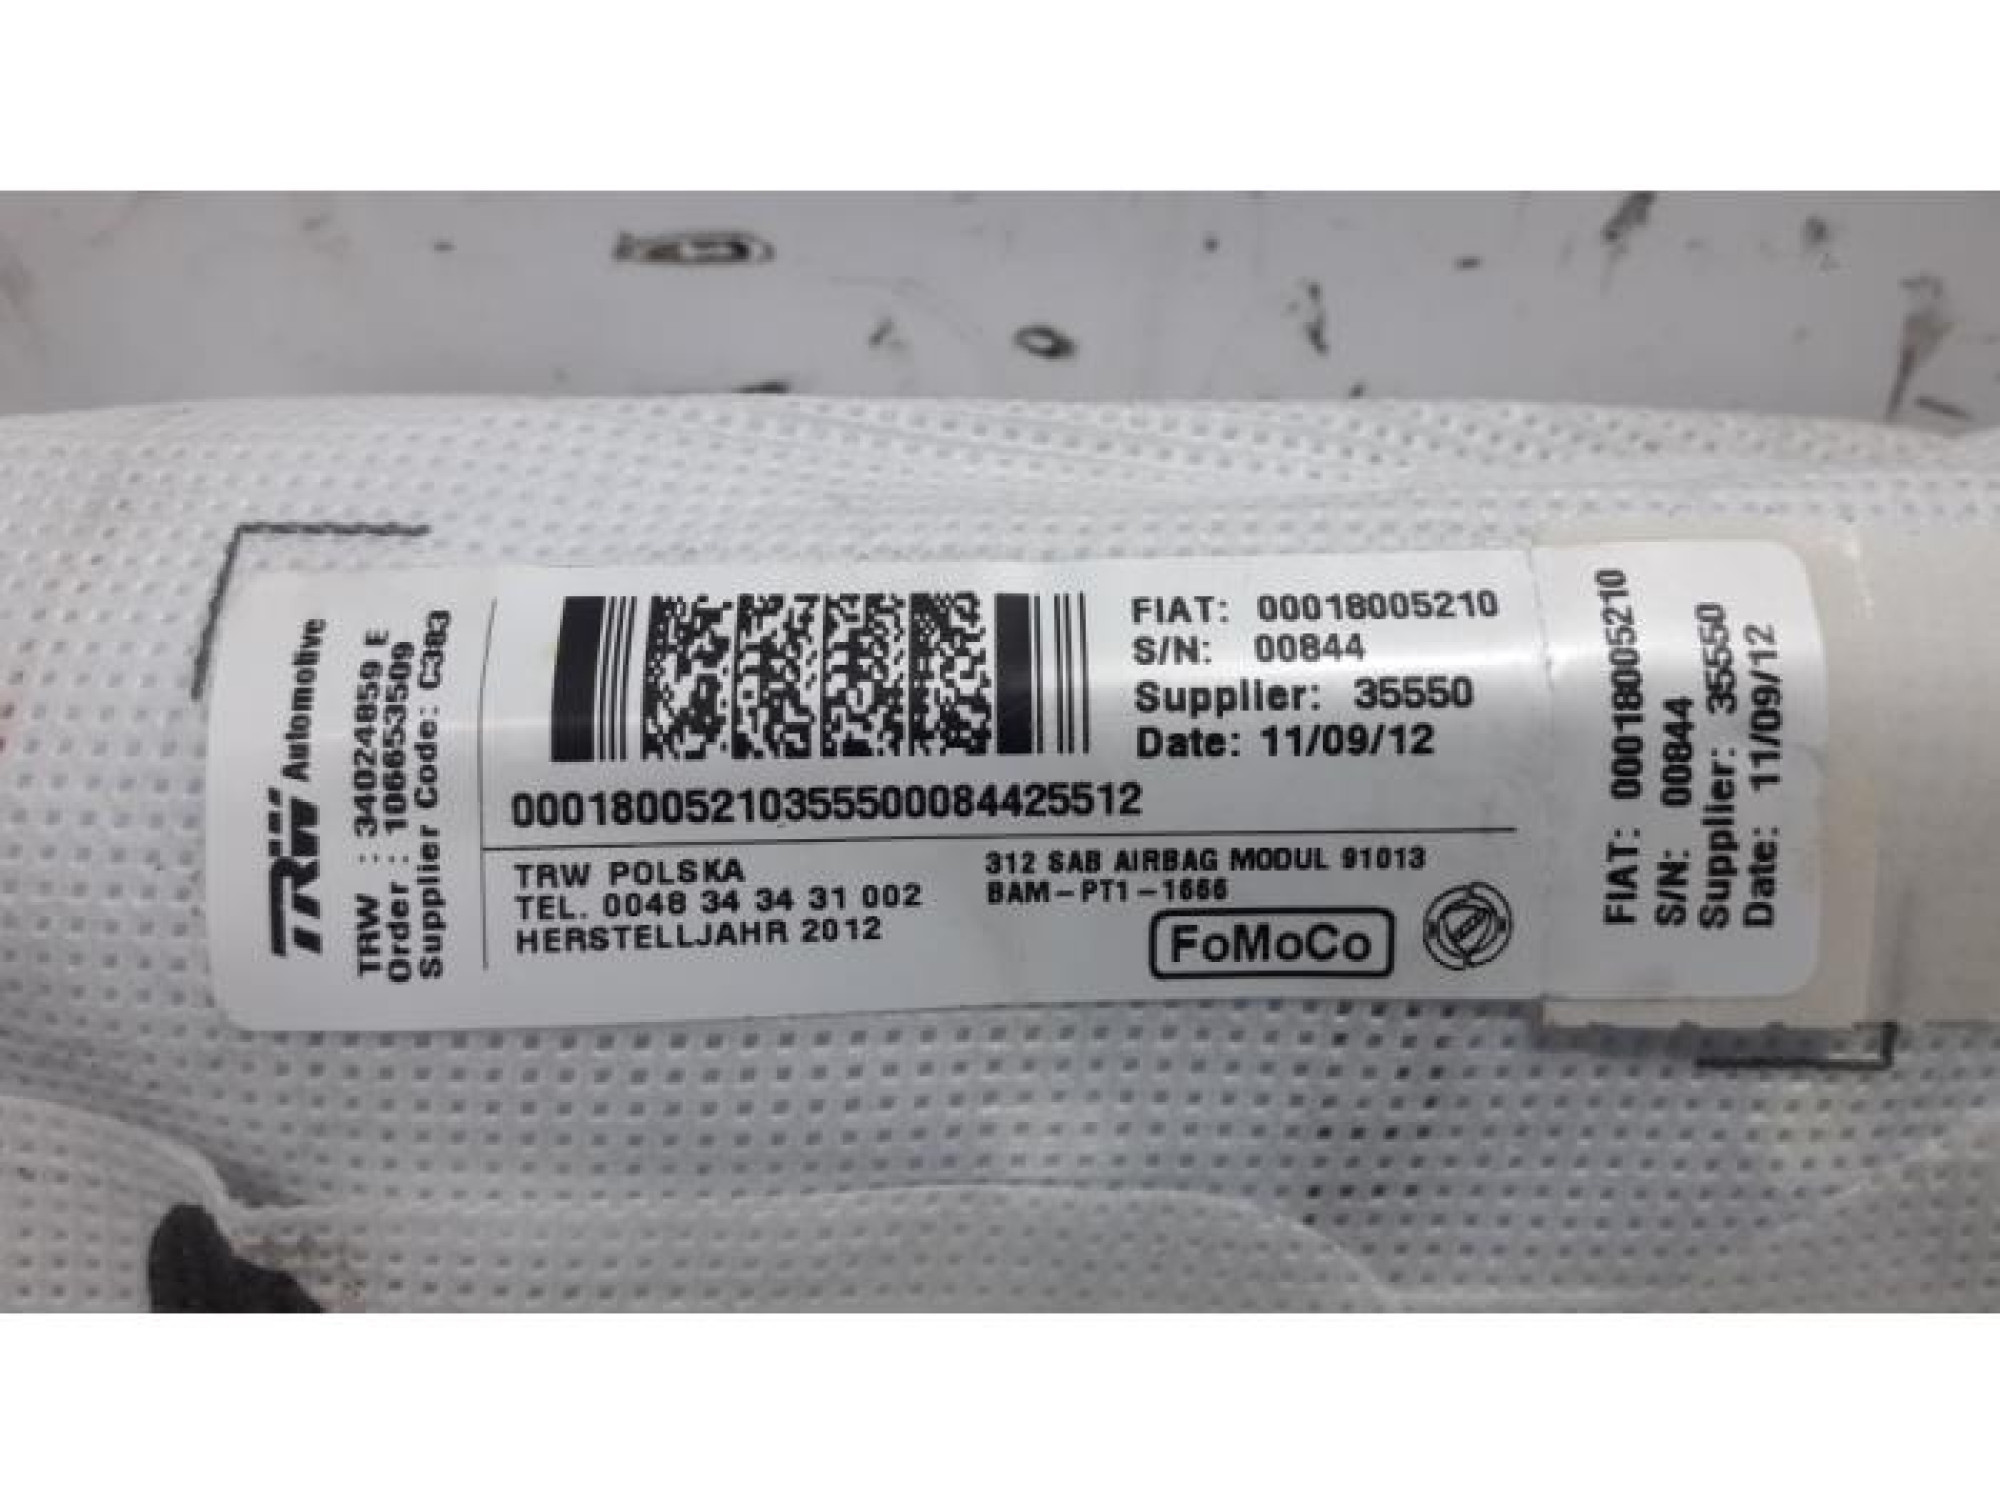 TRW Automotive
TRW : 34024859 E
Order : 10665350​9
Supplier Code: C3B3
FIAT: 00018005210
S/N: 00844
Supplier: 35550
Date: 11/09/12
00018005210355500084425512
TRW POLSKA
TEL. 0048 34 34 31 002
HERSTELLJAHR 2012
312 SAB AIRBAG MODUL 91013
BAM-PT1-1666
FoMoCo
FIAT: 00018005210
S/N: 00844
Supplier: 35550
Date: 11/09/12